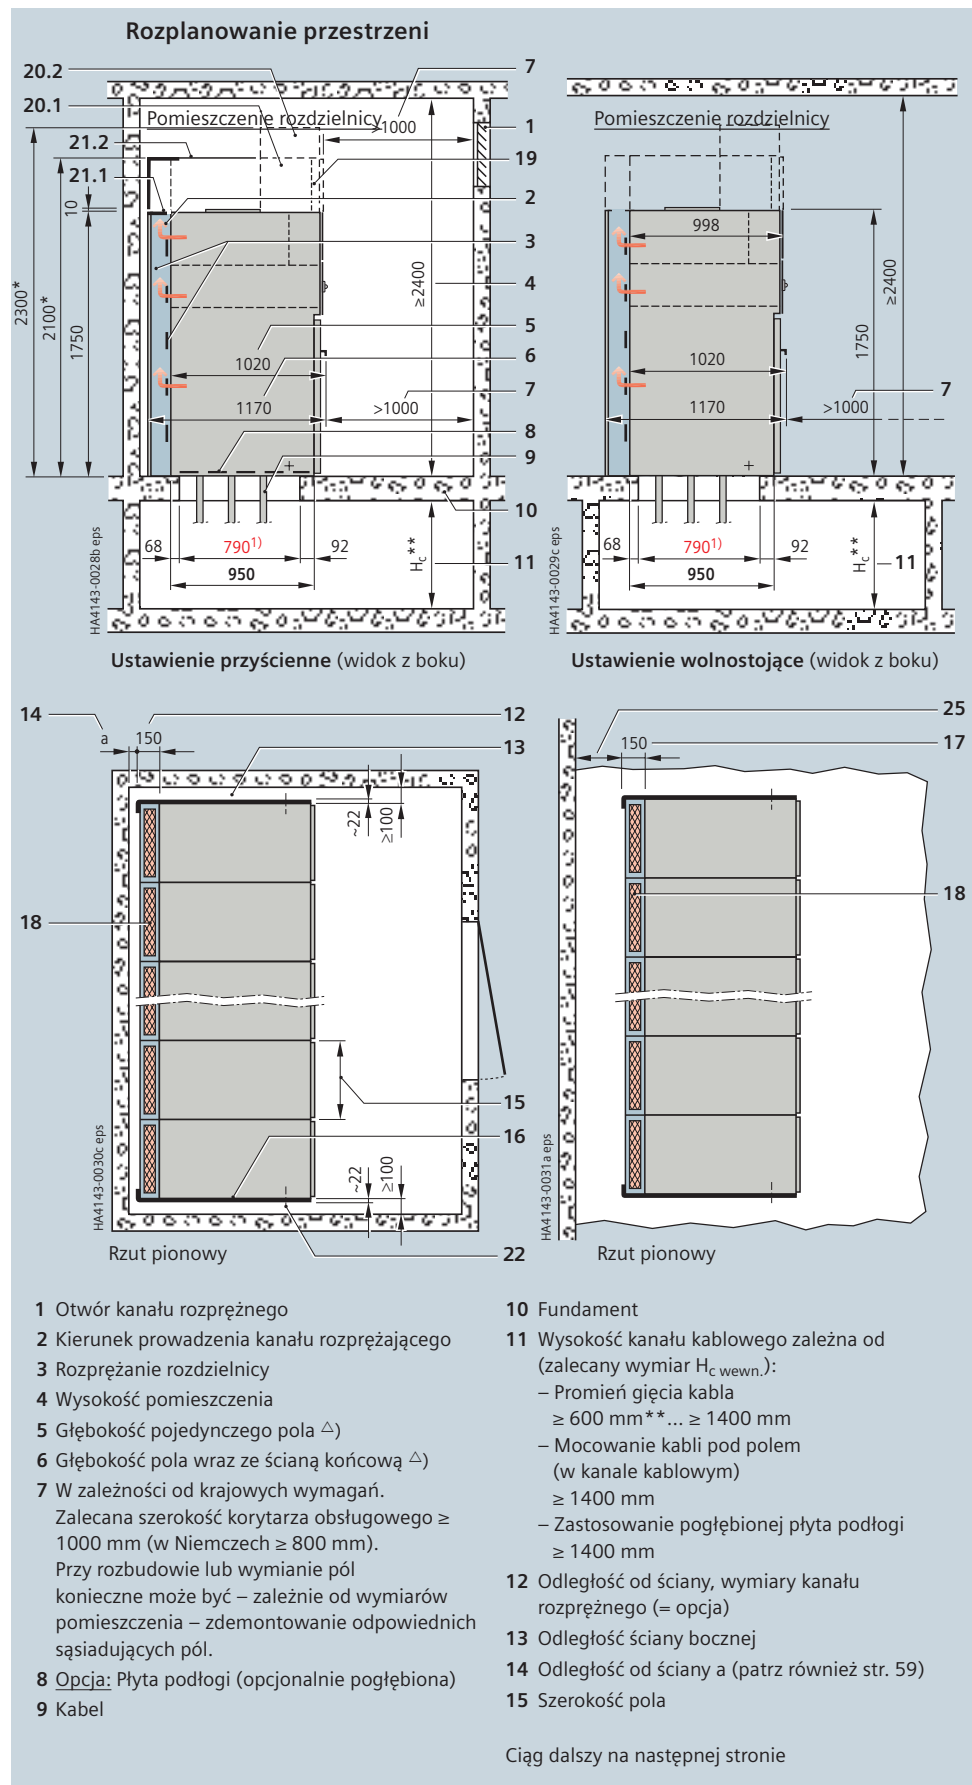 Rozplanowanie przestrzeni
20.2
7
20.1
Pomieszczenie rozdzielnicy
>1000
1
21.2
19
21.1
2
10
3
2300*
2100*
1750
≥2400
4
5
1020
6
1170
>1000
7
8
9
10
68
790¹⁾
92
950
Hc**
11
HA4143-0028b eps
Ustawienie przyścienne (widok z boku)
Pomieszczenie rozdzielnicy
998
≥2400
1750
1020
7
1170
>1000
68
790¹⁾
92
950
Hc**
11
HA4143-0029c eps
Ustawienie wolnostojące (widok z boku)
14
a
150
12
13
~22
≥100
18
15
16
~22
≥100
22
HA4143-0030c eps
Rzut pionowy
25
150
17
18
HA4143-0031a eps
Rzut pionowy
1 Otwór kanału rozprężnego
2 Kierunek prowadzenia kanału rozprężającego
3 Rozprężanie rozdzielnicy
4 Wysokość pomieszczenia
5 Głębokość pojedynczego pola △)
6 Głębokość pola wraz ze ścianą końcową △)
7 W zależności od krajowych wymagań.
Zalecana szerokość korytarza obsługowego ≥
1000 mm (w Niemczech ≥ 800 mm).
Przy rozbudowie lub wymianie pól
konieczne może być – zależnie od wymiarów
pomieszczenia – zdemontowanie odpowiednich
sąsiadujących pól.
8 Opcja: Płyta podłogi (opcjonalnie pogłębiona)
9 Kabel
10 Fundament
11 Wysokość kanału kablowego zależna od
(zalecany wymiar Hc wewn.):
– Promień gięcia kabla
≥ 600 mm**... ≥ 1400 mm
– Mocowanie kabli pod polem
(w kanale kablowym)
≥ 1400 mm
– Zastosowanie pogłębionej płyta podłogi
≥ 1400 mm
12 Odległość od ściany, wymiary kanału
rozprężnego (= opcja)
13 Odległość ściany bocznej
14 Odległość od ściany a (patrz również str. 59)
15 Szerokość pola
Ciąg dalszy na następnej stronie